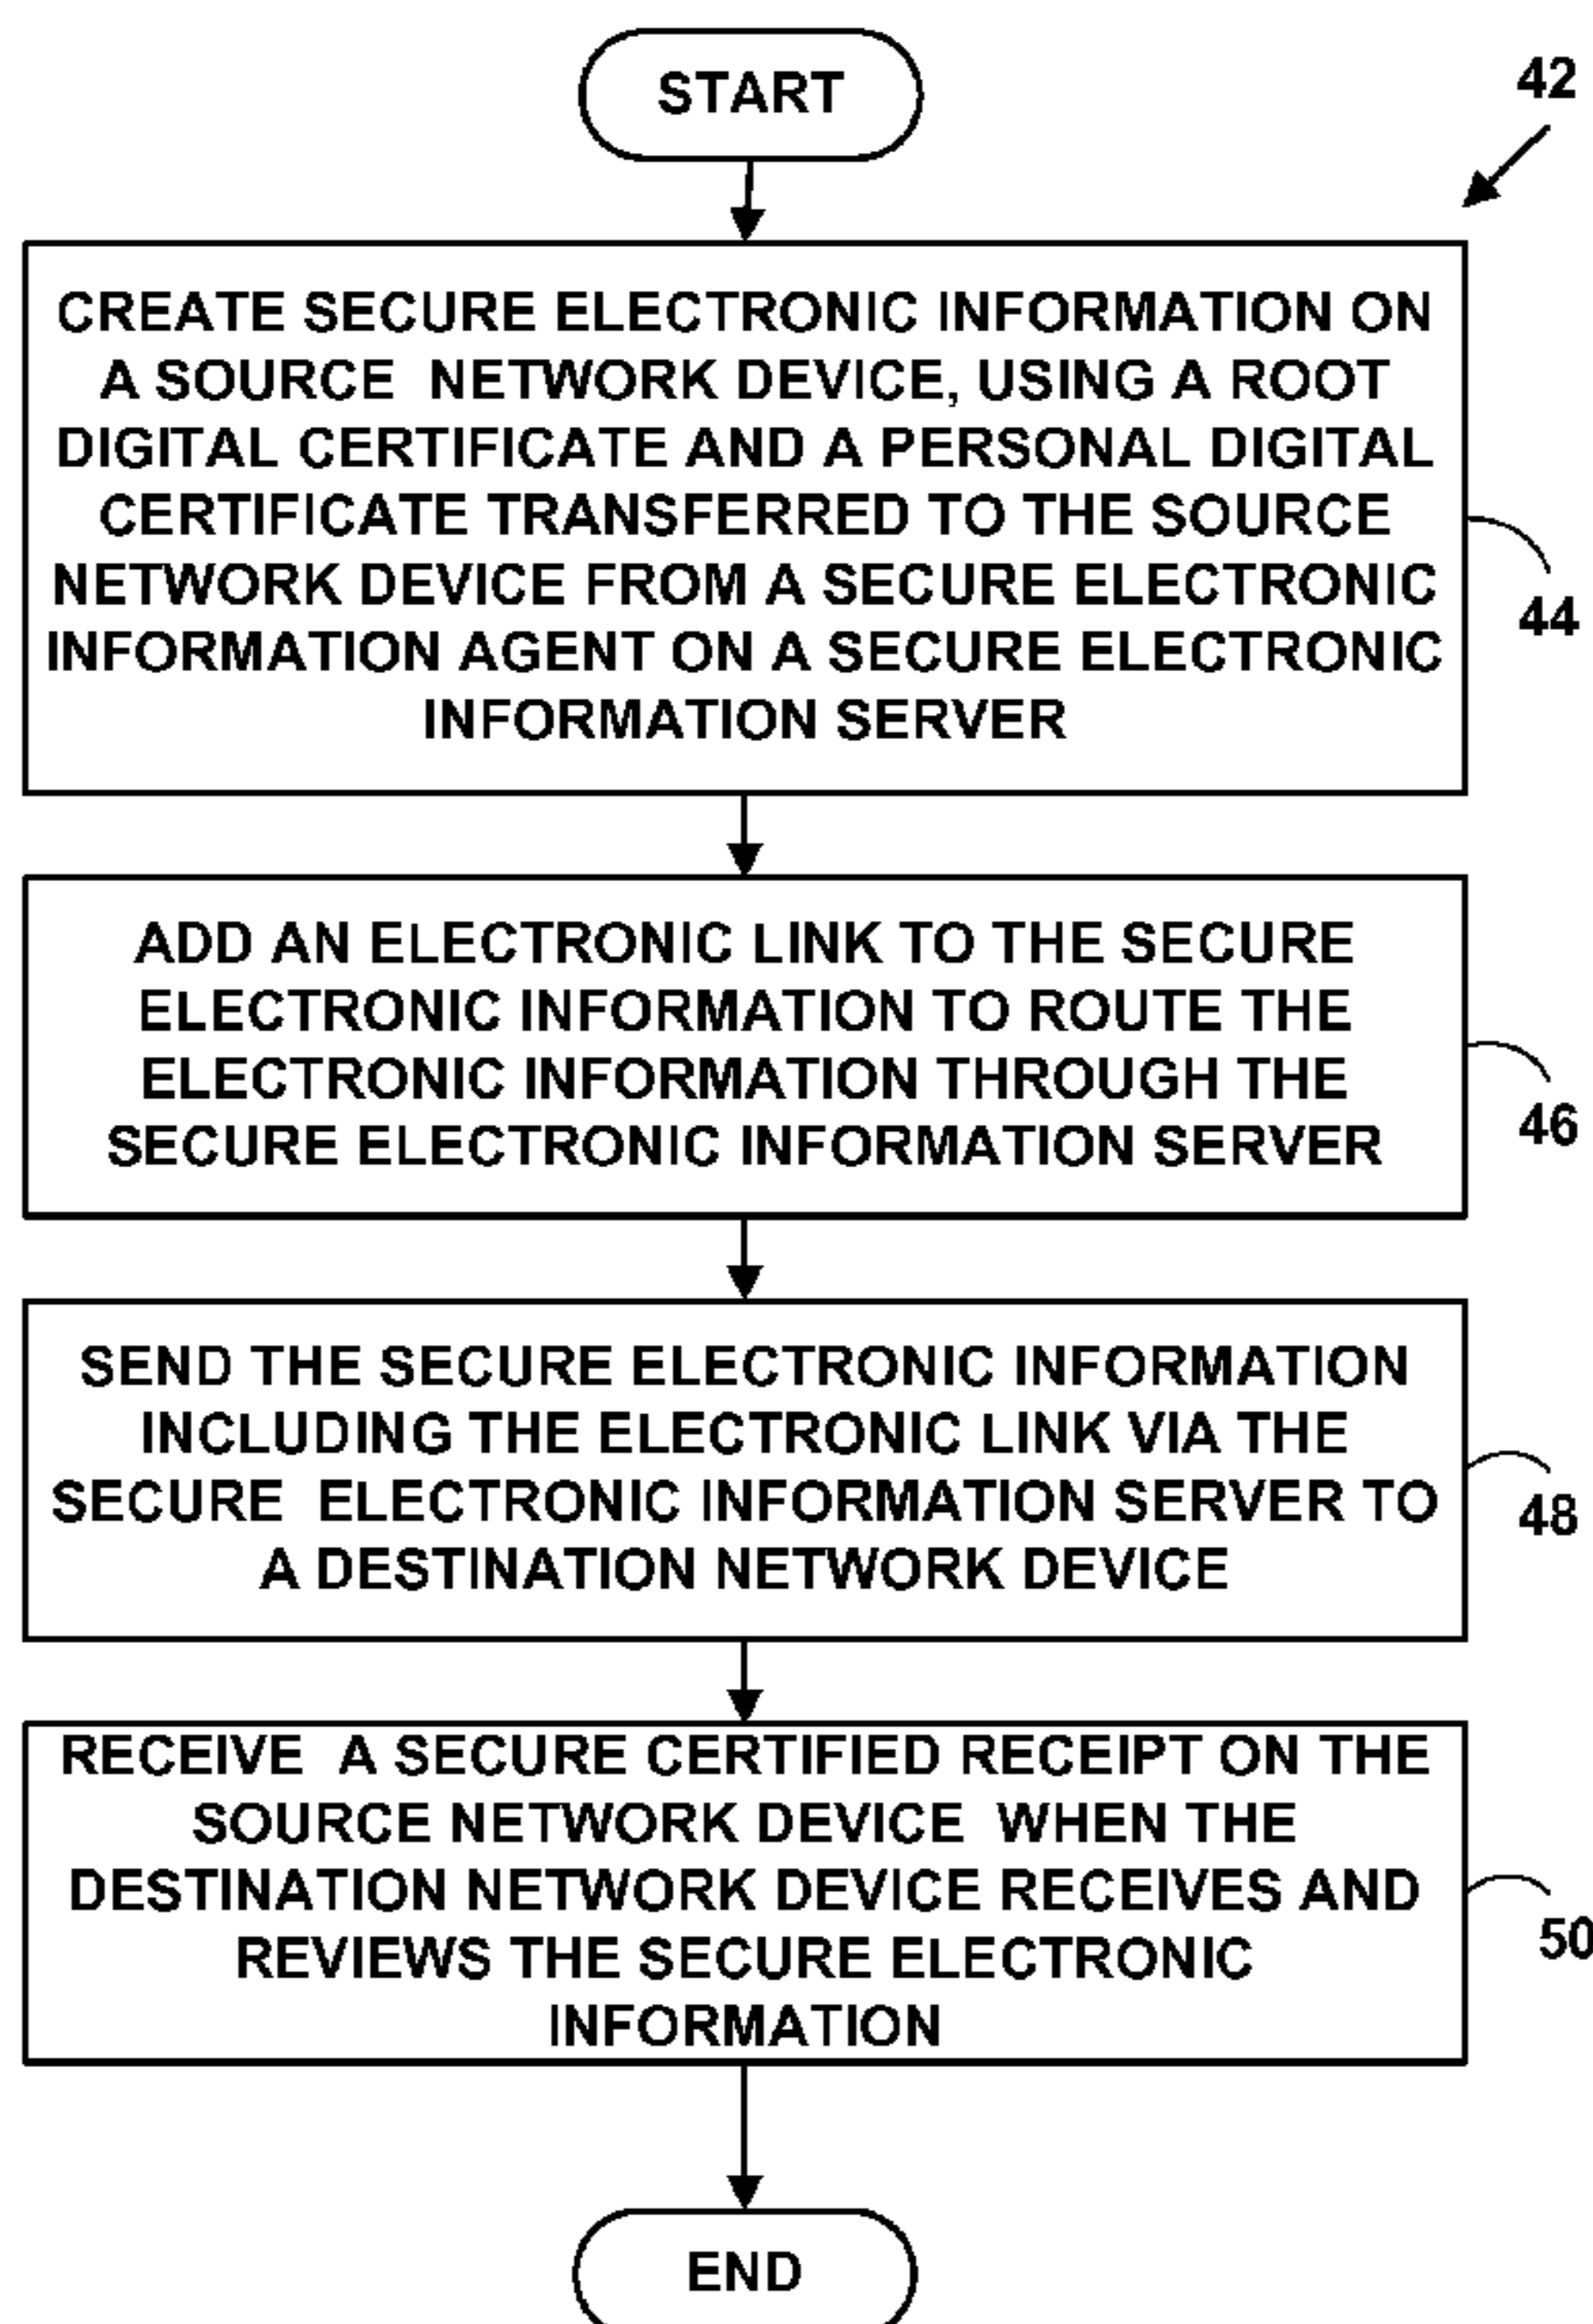 START
42
CREATE SECURE ELECTRONIC INFORMATION ON
A SOURCE NETWORK DEVICE, USING A ROOT
DIGITAL CERTIFICATE AND A PERSONAL DIGITAL
CERTIFICATE TRANSFERRED TO THE SOURCE
NETWORK DEVICE FROM A SECURE ELECTRONIC
INFORMATION AGENT ON A SECURE ELECTRONIC
INFORMATION SERVER
44
ADD AN ELECTRONIC LINK TO THE SECURE
ELECTRONIC INFORMATION TO ROUTE THE
ELECTRONIC INFORMATION THROUGH THE
SECURE ELECTRONIC INFORMATION SERVER
46
SEND THE SECURE ELECTRONIC INFORMATION
INCLUDING THE ELECTRONIC LINK VIA THE
SECURE ELECTRONIC INFORMATION SERVER TO
A DESTINATION NETWORK DEVICE
48
RECEIVE A SECURE CERTIFIED RECEIPT ON THE
SOURCE NETWORK DEVICE WHEN THE
DESTINATION NETWORK DEVICE RECEIVES AND
REVIEWS THE SECURE ELECTRONIC
INFORMATION
50
END